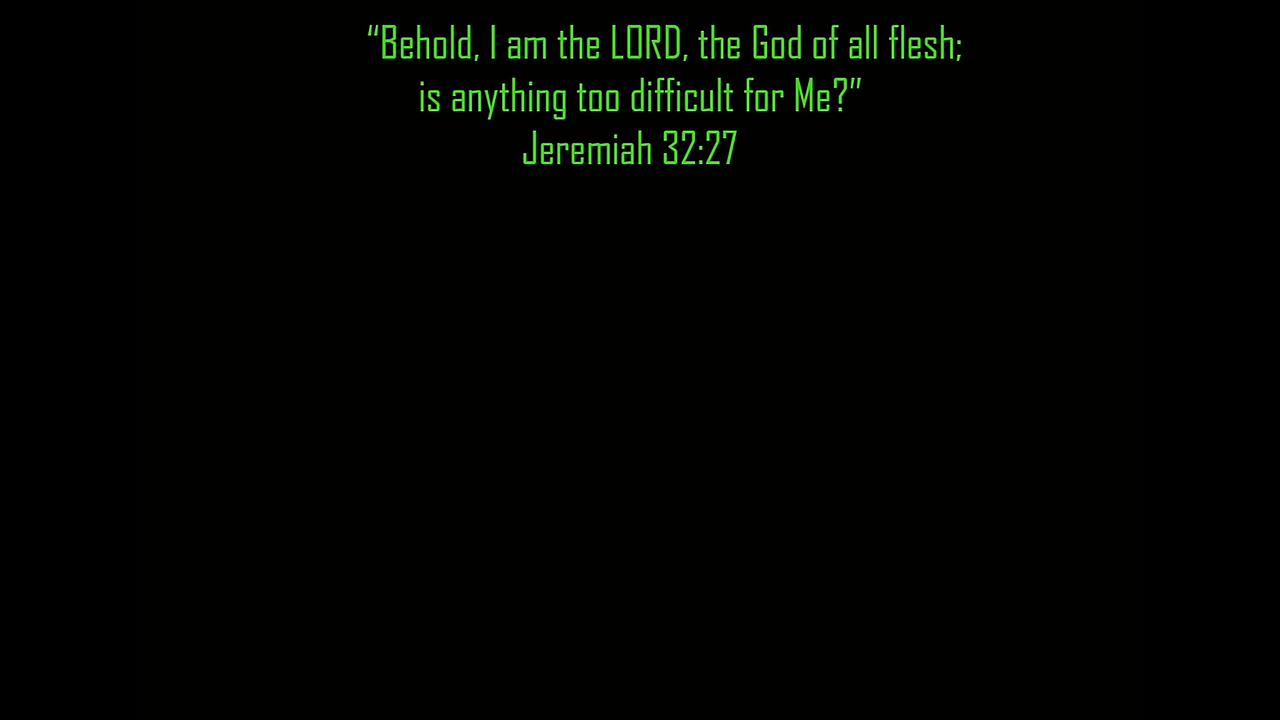 “Behold, I am the LORD, the God of all flesh;
is anything too difficult for Me?”
Jeremiah 32:27